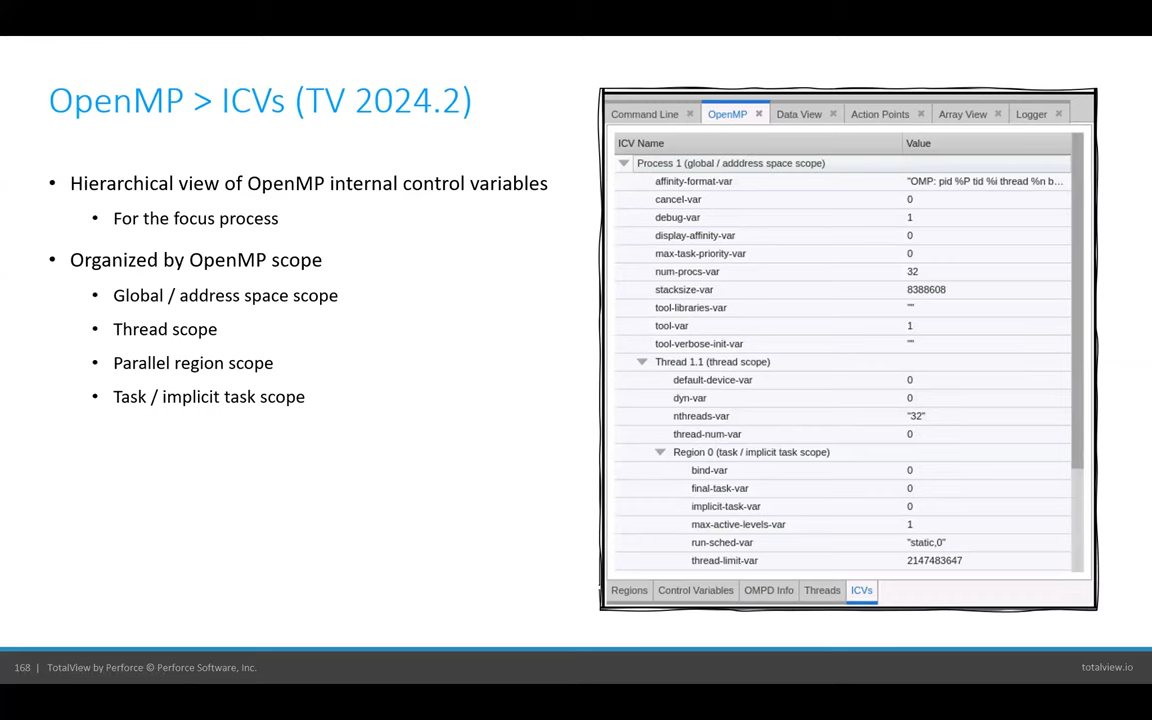 OpenMP > ICVs (TV 2024.2)
• Hierarchical view of OpenMP internal control variables
• For the focus process
• Organized by OpenMP scope
• Global / address space scope
• Thread scope
• Parallel region scope
• Task / implicit task scope
Command Line OpenMP Data View Action Points Array View Logger
ICV Name Value
Process 1 (global / adddress space scope)
affinity-format-var "OMP: pid %P tid %i thread %n b...
cancel-var 0
debug-var 1
display-affinity-var 0
max-task-priority-var 0
num-procs-var 32
stacksize-var 8388608
tool-libraries-var ""
tool-var 1
tool-verbose-init-var ""
Thread 1.1 (thread scope)
default-device-var 0
dyn-var 0
nthreads-var "32"
thread-num-var 0
Region 0 (task / implicit task scope)
bind-var 0
final-task-var 0
implicit-task-var 0
max-active-levels-var 1
run-sched-var "static,0"
thread-limit-var 2147483647
Regions Control Variables OMPD Info Threads ICVs
168 | TotalView by Perforce © Perforce Software, Inc. totalview.io